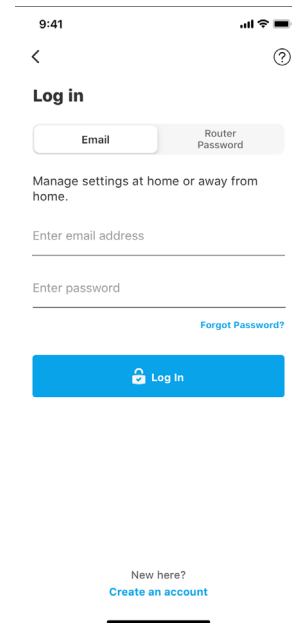 9:41
?
Log in
Email
Router
Password
Manage settings at home or away from
home.
Enter email address
Enter password
Forgot Password?
Log In
New here?
Create an account